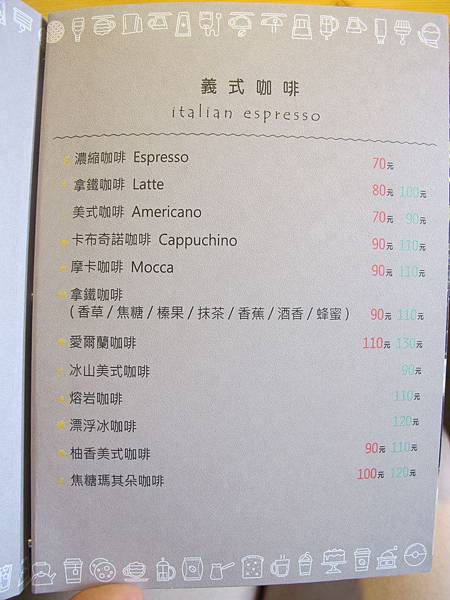 義式咖啡
italian espresso
濃縮咖啡 Espresso 70元
拿鐵咖啡 Latte 80元 100元
美式咖啡 Americano 70元 90元
卡布奇諾咖啡 Cappuchino 90元 110元
摩卡咖啡 Mocca 90元 110元
拿鐵咖啡
(香草/焦糖/榛果/抹茶/香蕉/酒香/蜂蜜) 90元 110元
愛爾蘭咖啡 110元 130元
冰山美式咖啡 90元
熔岩咖啡 110元
漂浮冰咖啡 120元
柚香美式咖啡 90元 110元
焦糖瑪其朵咖啡 100元 120元